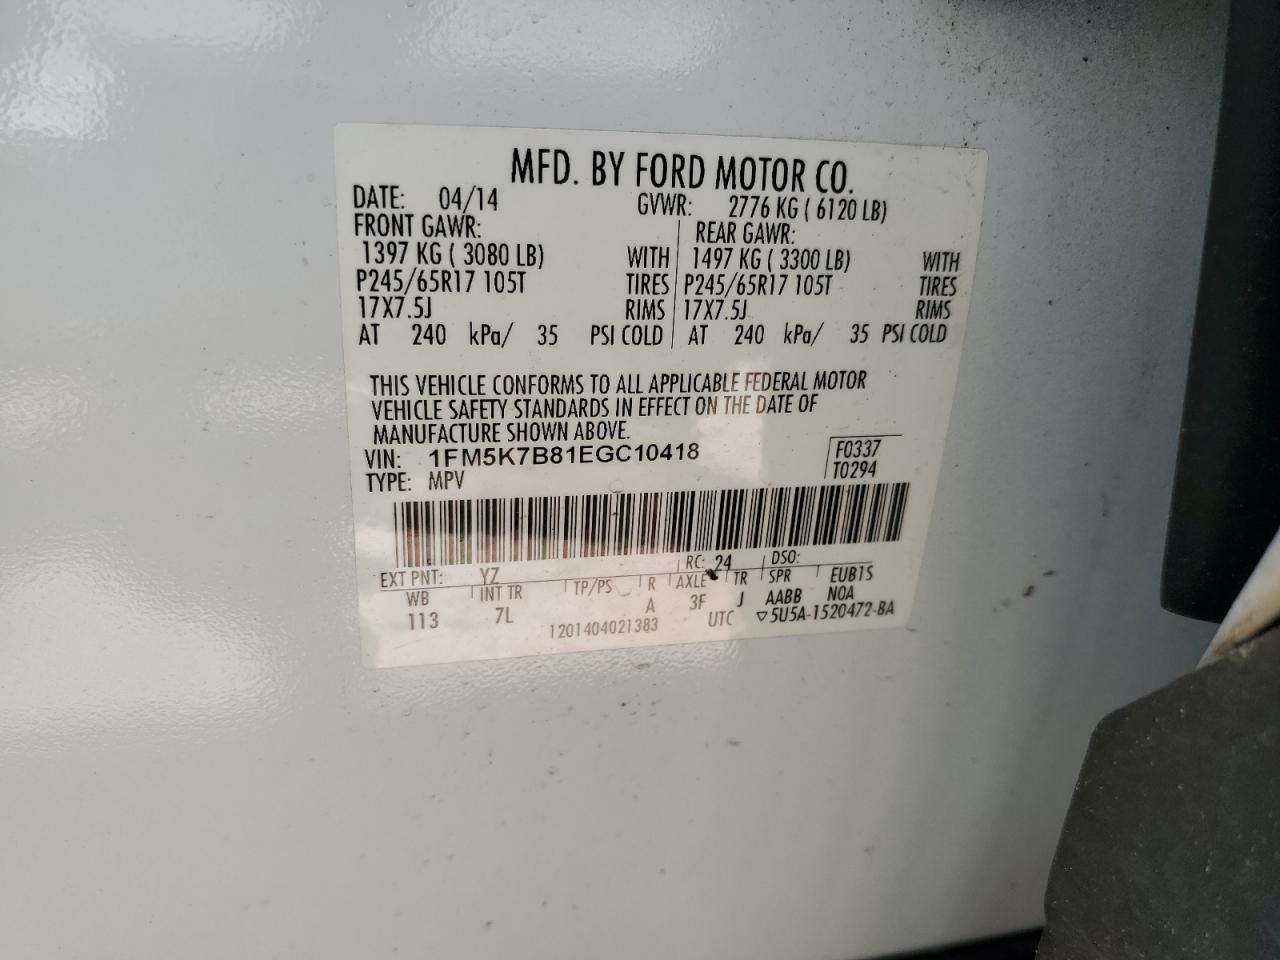 MFD. BY FORD MOTOR CO.
DATE: 04/14 GVWR: 2776 KG ( 6120 LB)
FRONT GAWR: REAR GAWR:
1397 KG ( 3080 LB) WITH 1497 KG ( 3300 LB) WITH
P245/65R17 105T TIRES P245/65R17 105T TIRES
17X7.5J RIMS 17X7.5J RIMS
AT 240 kPa/ 35 PSI COLD AT 240 kPa/ 35 PSI COLD
THIS VEHICLE CONFORMS TO ALL APPLICABLE FEDERAL MOTOR
VEHICLE SAFETY STANDARDS IN EFFECT ON THE DATE OF
MANUFACTURE SHOWN ABOVE.
VIN: 1FM5K7B81EGC10418 F0337
TYPE: MPV T0294
EXT PNT: YZ RC: 24 DSO:
WB INT TR TP/PS R AXLE TR SPR EUB1S
113 7L A 3F J AABB NOA
1201404021383 UTC ▽5U5A-1520472-BA